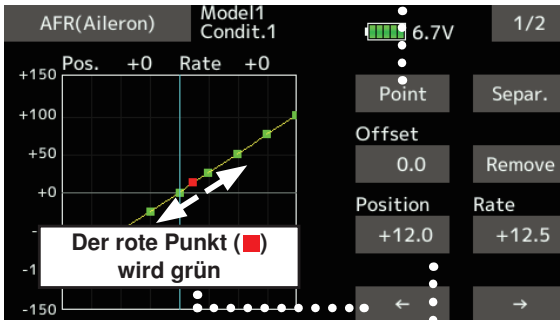 AFR(Aileron)
Model1
Condit.1
6.7V
1/2
Pos. +0 Rate +0
+150
+100
+50
+0
-
-1
-150
Point
Separ.
Offset
0.0
Remove
Position
Rate
+12.0
+12.5
←
→
Der rote Punkt (■)
wird grün